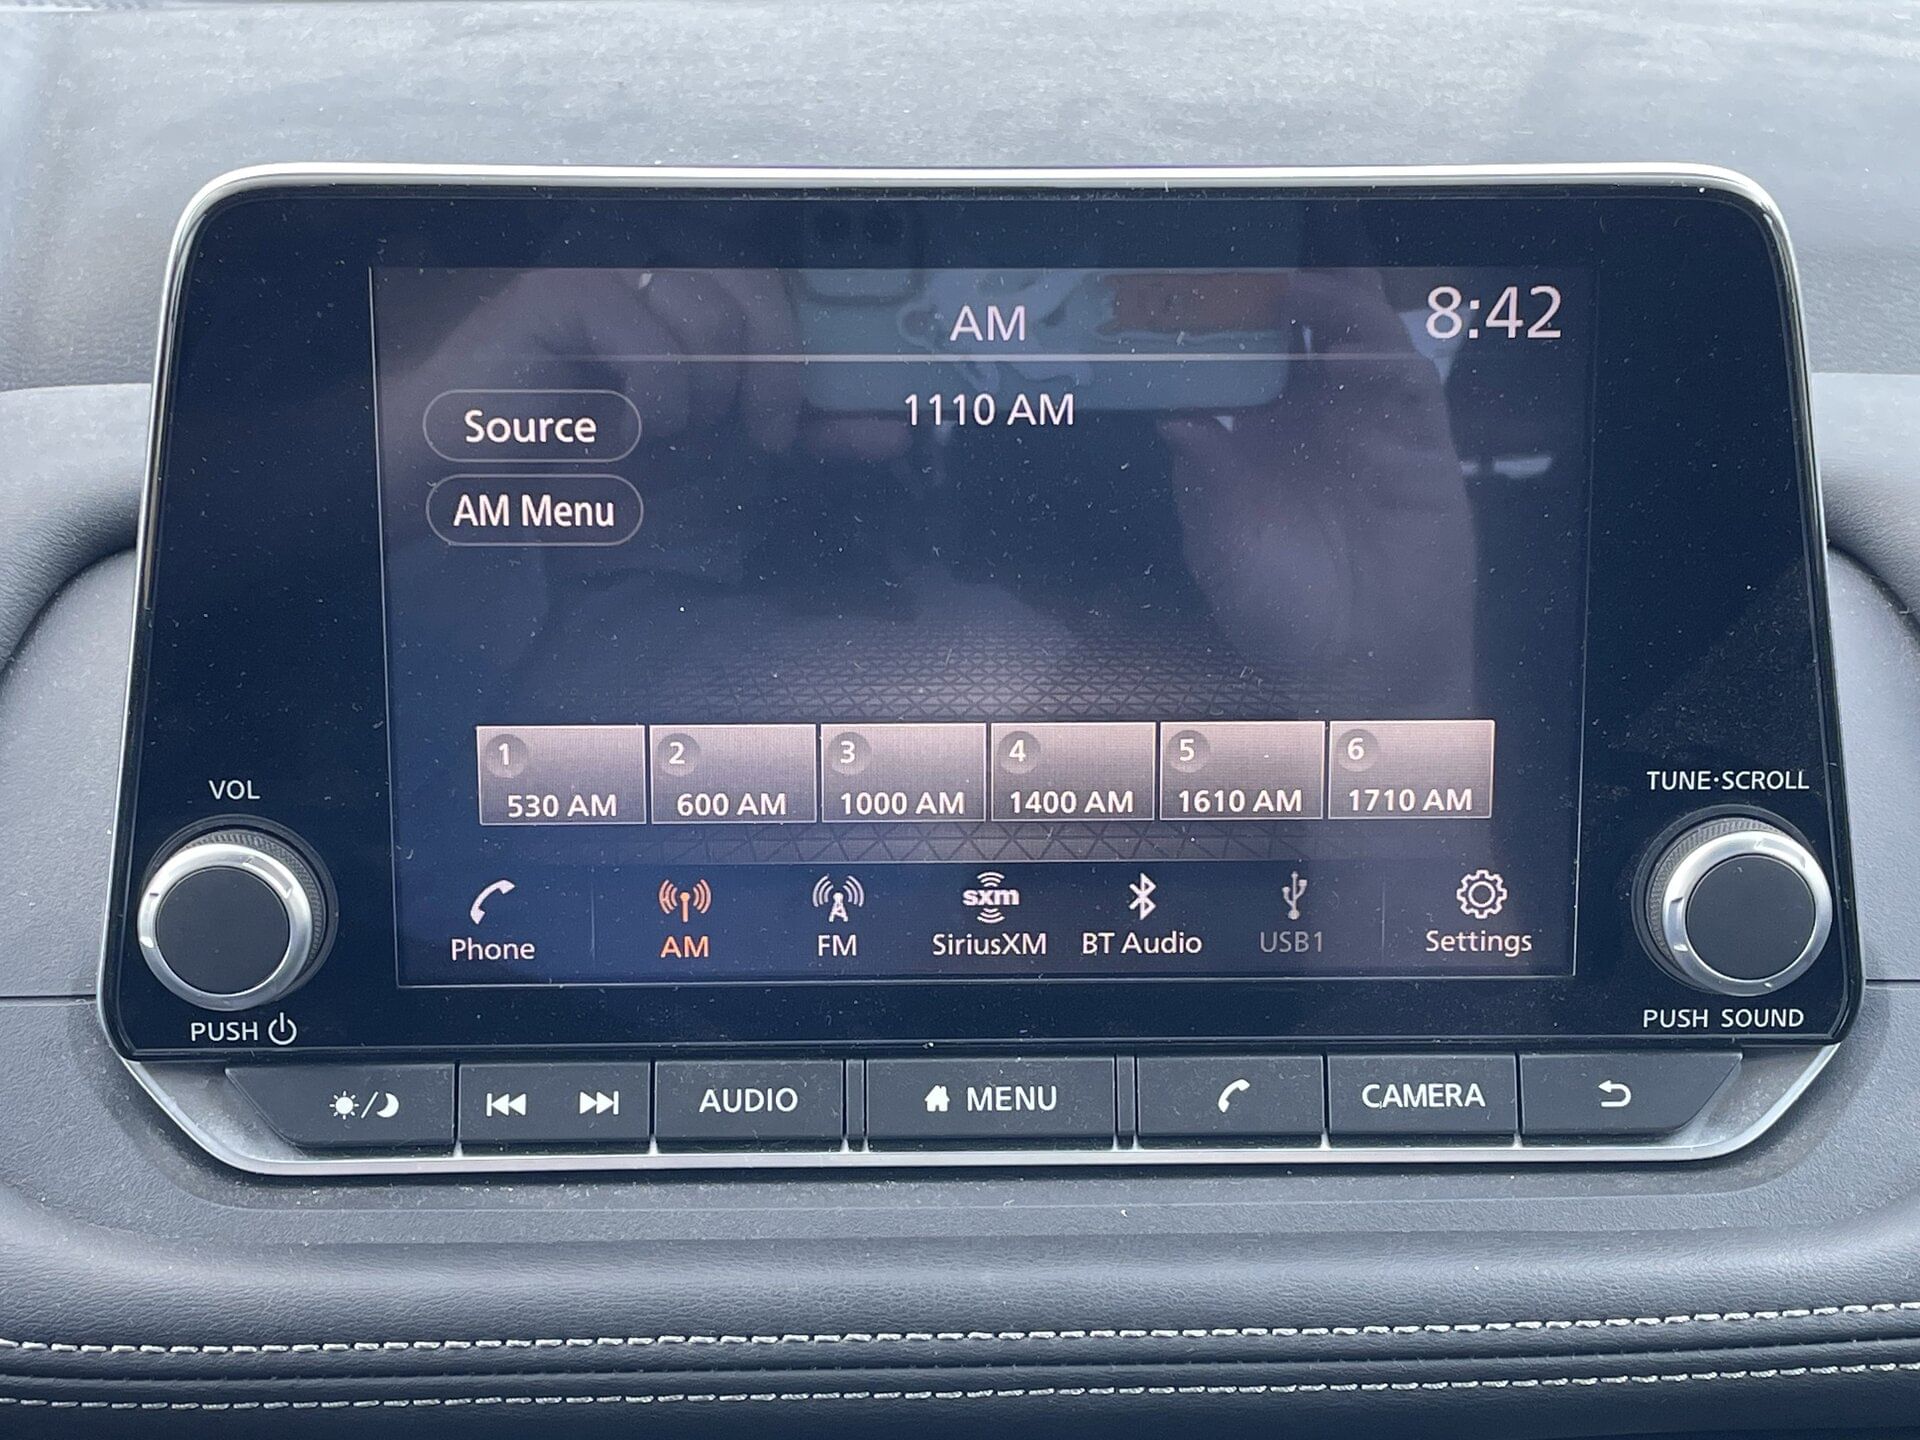 AM
8:42
1110 AM
Source
AM Menu
1
530 AM
2
600 AM
3
1000 AM
4
1400 AM
5
1610 AM
6
1710 AM
VOL
PUSH
TUNE·SCROLL
PUSH SOUND
Phone
AM
FM
sxm
SiriusXM
BT Audio
USB1
Settings
AUDIO
MENU
CAMERA